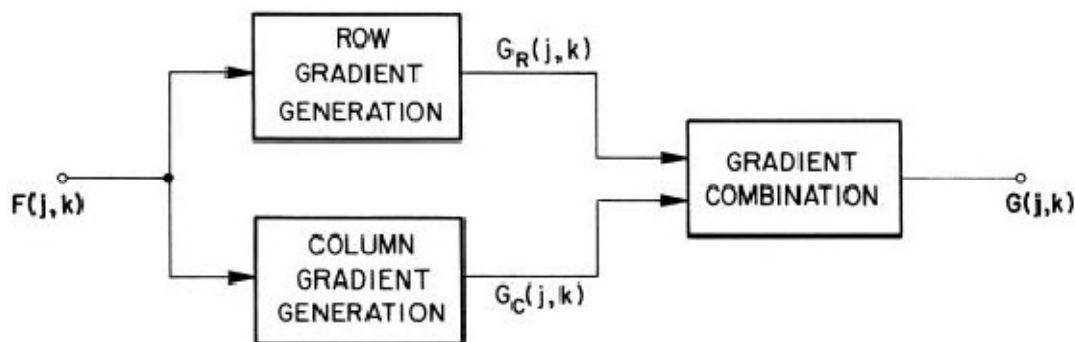 ROW
GRADIENT
GENERATION
G_R(j,k)
F(j,k)
GRADIENT
COMBINATION
G(j,k)
COLUMN
GRADIENT
GENERATION
G_C(j,k)